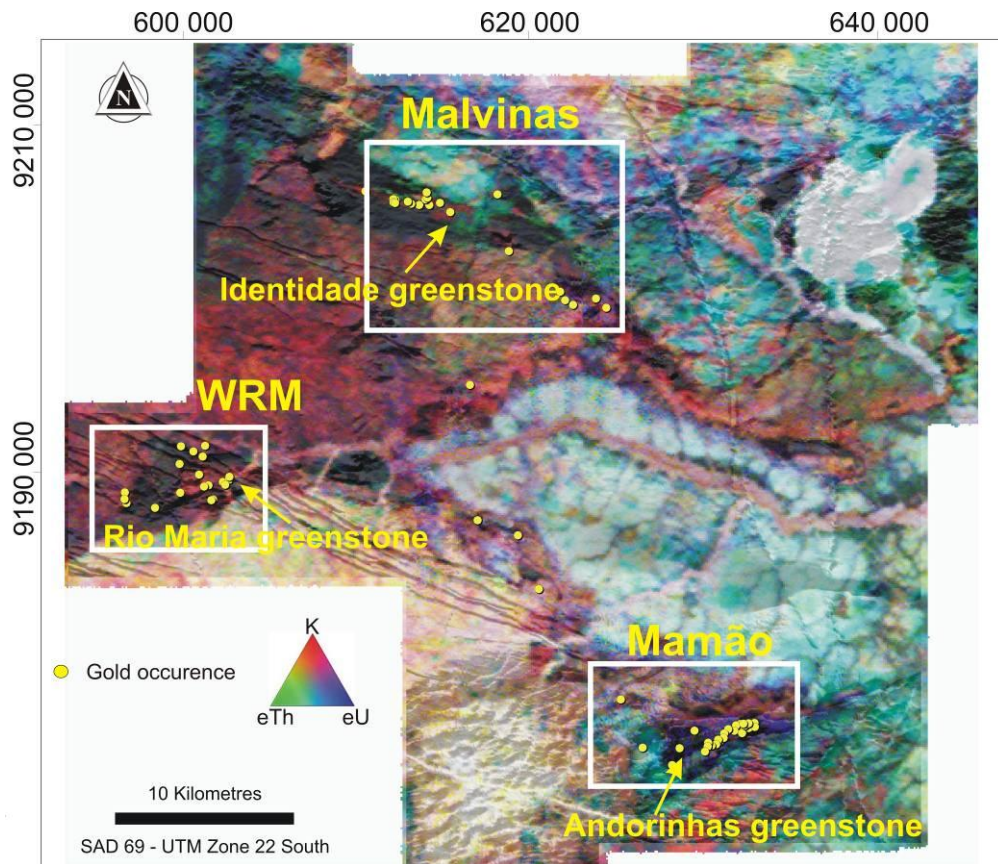 600 000
620 000
640 000
N
9210 000
Malvinas
Identidade greenstone
WRM
9190 000
Rio Maria greenstone
Mamão
Gold occurence
K
eTh
eU
10 Kilometres
SAD 69 - UTM Zone 22 South
Andorinhas greenstone